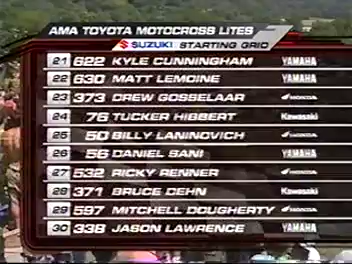 AMA TOYOTA MOTOCROSS LITES
SUZUKI STARTING GRID
21 622 KYLE CUNNINGHAM YAMAHA
22 630 MATT LEMOINE YAMAHA
23 373 DREW GOSSELAAR HONDA
24 76 TUCKER HIBBERT Kawasaki
25 50 BILLY LANINOVICH HONDA
26 56 DANIEL SANI YAMAHA
27 532 RICKY RENNER HONDA
28 371 BRUCE DEHN Kawasaki
29 597 MITCHELL DOUGHERTY HONDA
30 338 JASON LAWRENCE YAMAHA